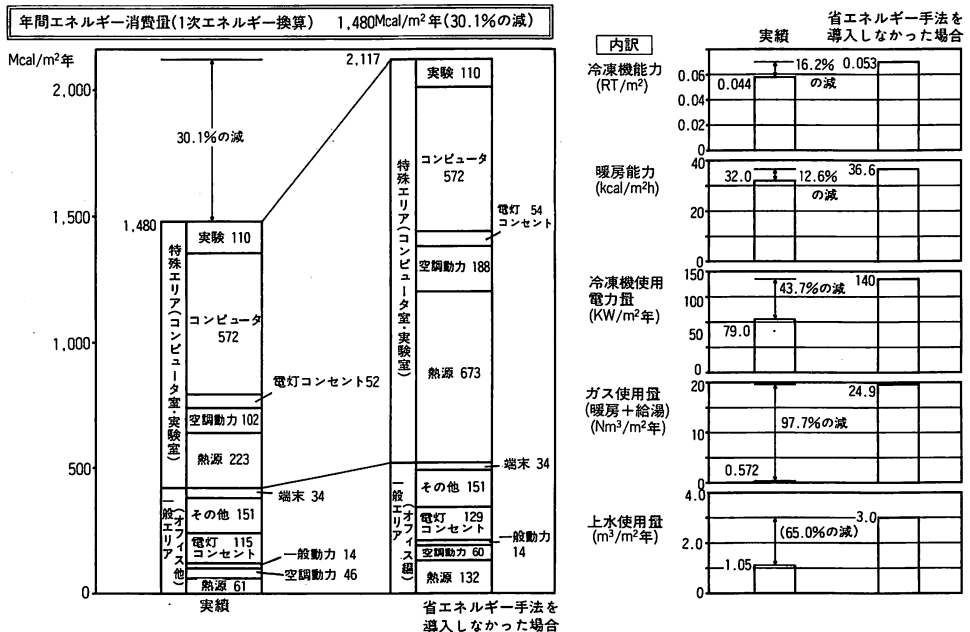 年間エネルギー消費量(1次エネルギー換算) 1,480Mcal/m²年(30.1%の減)
Mcal/m²年
2,000
1,500
1,000
500
0
30.1%の減
1,480
特殊エリア(コンピュータ室・実験室)
実験 110
コンピュータ
572
電灯コンセント52
空調動力 102
熱源 223
一般エリア
(オフィス他)
端末 34
その他 151
電灯 115
コンセント
一般動力 14
空調動力 46
熱源 61
実績
2,117
特殊エリア(コンピュータ室・実験室)
実験 110
コンピュータ
572
電灯 54
コンセント
空調動力 188
熱源 673
一般エリア
端末 34
その他 151
電灯 129
コンセント
一般動力
14
空調動力 60
熱源 132
省エネルギー手法を
導入しなかった場合
内訳
実績
省エネルギー手法を
導入しなかった場合
冷凍機能力
(RT/m²)
0.06
0.04
0.02
0
0.044
16.2%
の減
0.053
暖房能力
(kcal/m²h)
40
20
0
32.0
12.6%
の減
36.6
冷凍機使用
電力量
(KW/m²年)
150
100
50
0
79.0
43.7%の減
140
ガス使用量
(暖房+給湯)
(Nm³/m²年)
20
10
0
0.572
97.7%の減
24.9
上水使用量
(m³/m²年)
4.0
2.0
0
1.05
(65.0%の減)
3.0